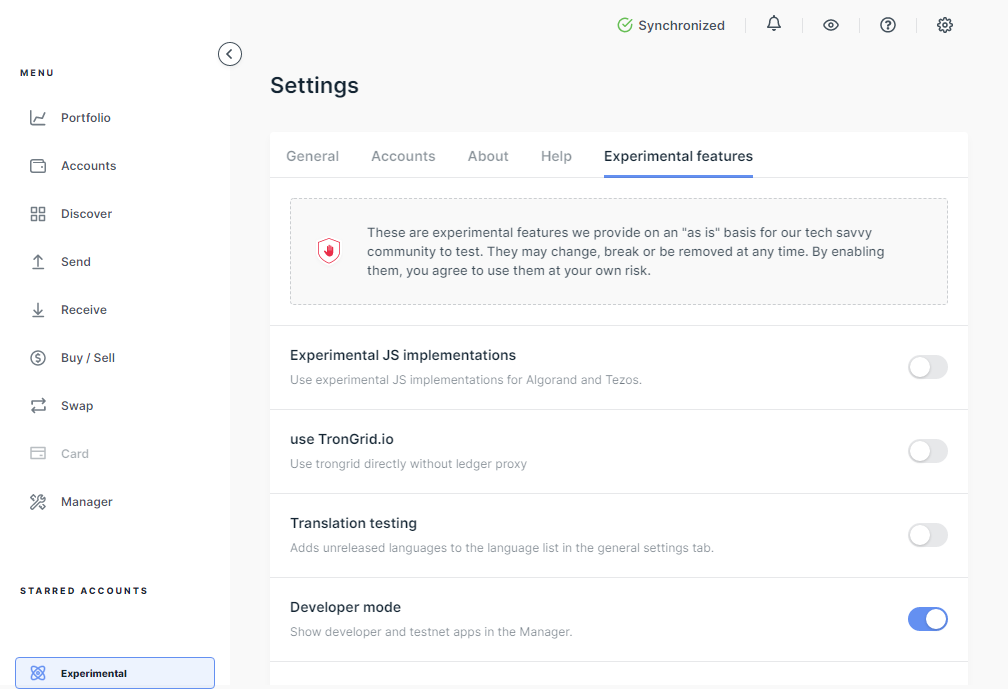 Synchronized
MENU
Portfolio
Accounts
Discover
Send
Receive
Buy / Sell
Swap
Card
Manager
STARRED ACCOUNTS
Experimental
Settings
General Accounts About Help Experimental features
These are experimental features we provide on an "as is" basis for our tech savvy
community to test. They may change, break or be removed at any time. By enabling
them, you agree to use them at your own risk.
Experimental JS implementations
Use experimental JS implementations for Algorand and Tezos.
use TronGrid.io
Use trongrid directly without ledger proxy
Translation testing
Adds unreleased languages to the language list in the general settings tab.
Developer mode
Show developer and testnet apps in the Manager.